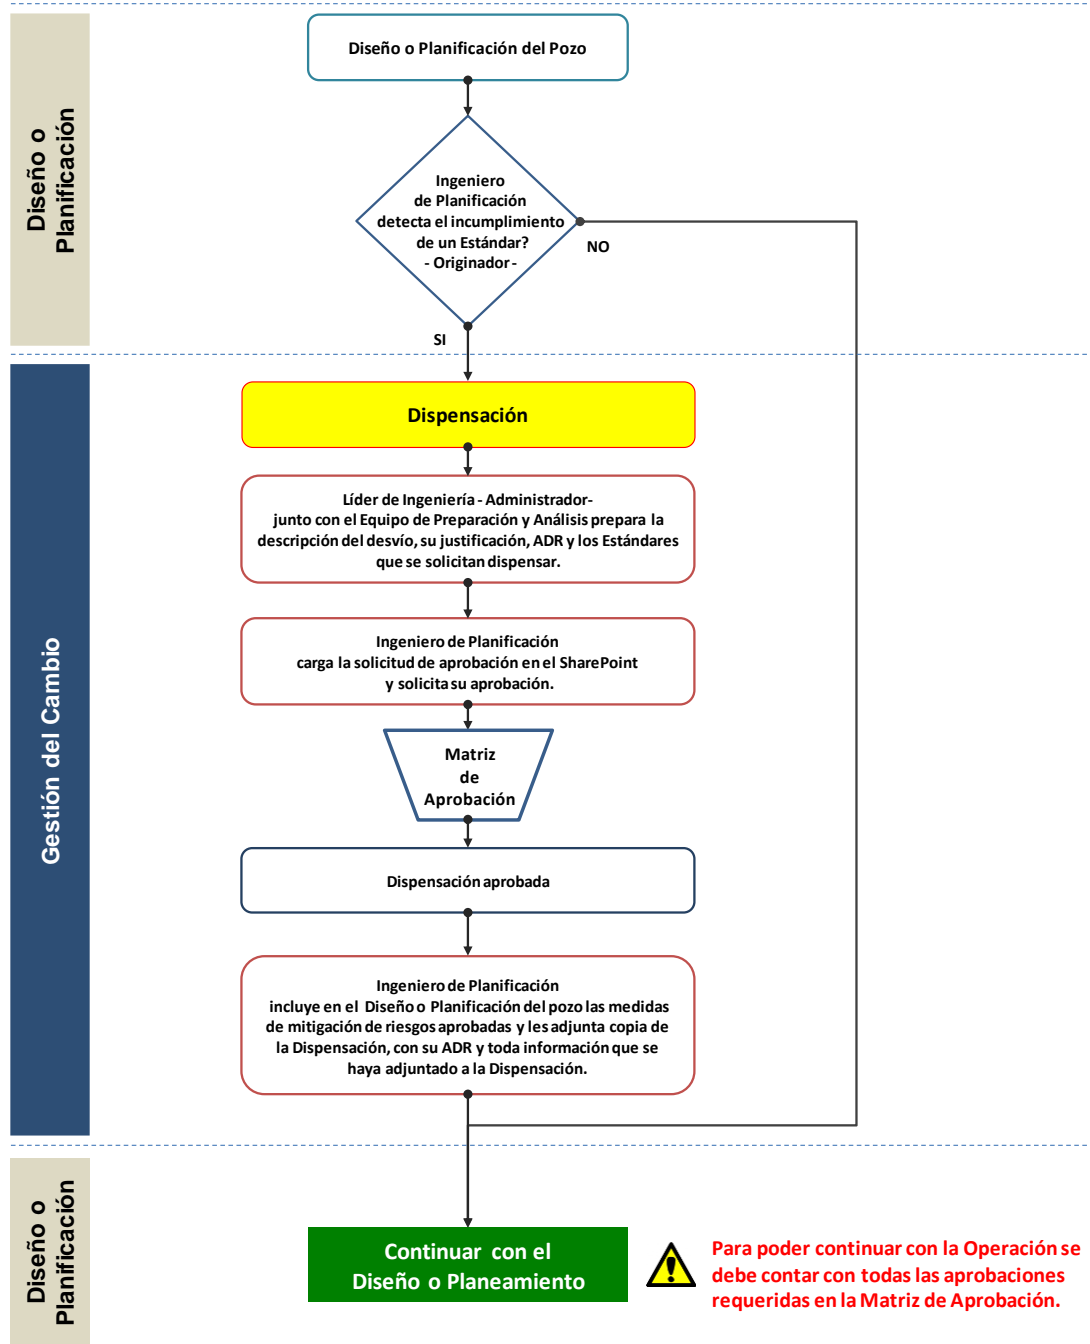 Diseño o
Planificación
Diseño o Planificación del Pozo
Ingeniero
de Planificación
detecta el incumplimiento
de un Estándar?
- Originador -
NO
SI
Gestión del Cambio
Dispensación
Líder de Ingeniería - Administrador-
junto con el Equipo de Preparación y Análisis prepara la
descripción del desvío, su justificación, ADR y los Estándares
que se solicitan dispensar.
Ingeniero de Planificación
carga la solicitud de aprobación en el SharePoint
y solicita su aprobación.
Matriz
de
Aprobación
Dispensación aprobada
Ingeniero de Planificación
incluye en el Diseño o Planificación del pozo las medidas
de mitigación de riesgos aprobadas y les adjunta copia de
la Dispensación, con su ADR y toda información que se
haya adjuntado a la Dispensación.
Diseño o
Planificación
Continuar con el
Diseño o Planeamiento
Para poder continuar con la Operación se
debe contar con todas las aprobaciones
requeridas en la Matriz de Aprobación.